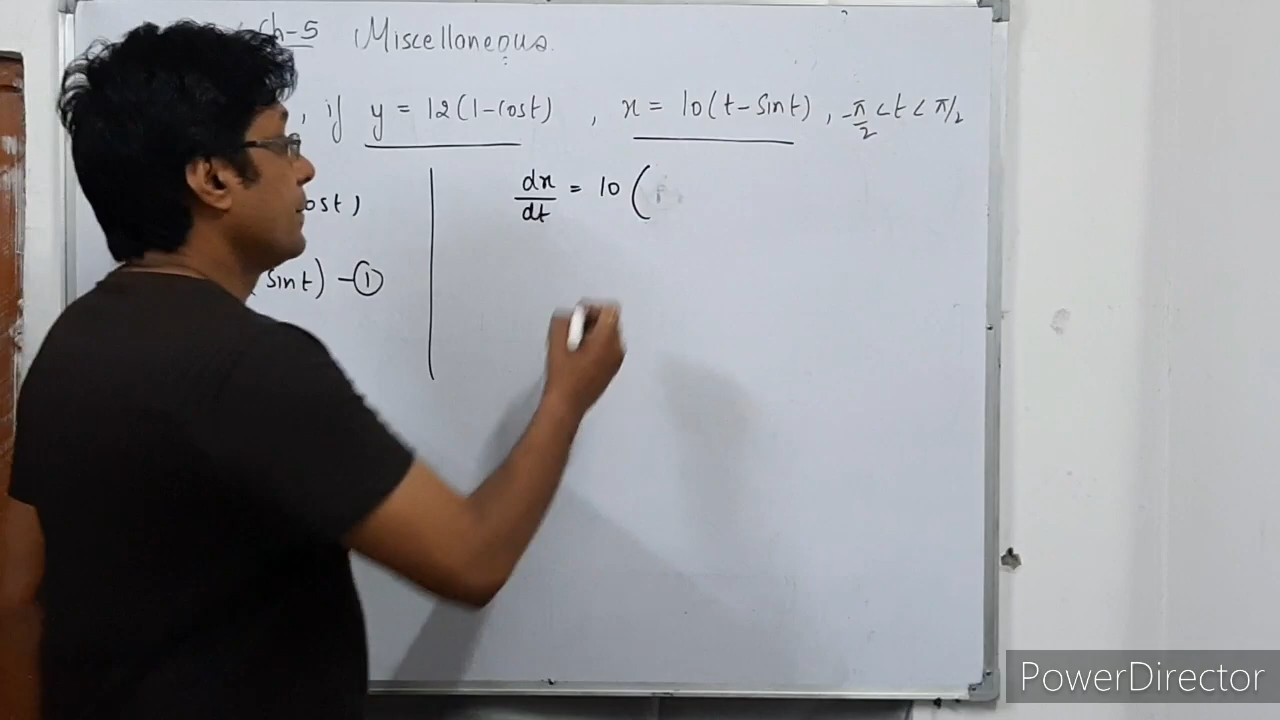 Ch-5 Miscellaneous.
, if y = 12(1-cost) , x = 10(t-sint) , -π/2 < t < π/2
ost)
dx/dt = 10 (
(sint) -①
PowerDirector